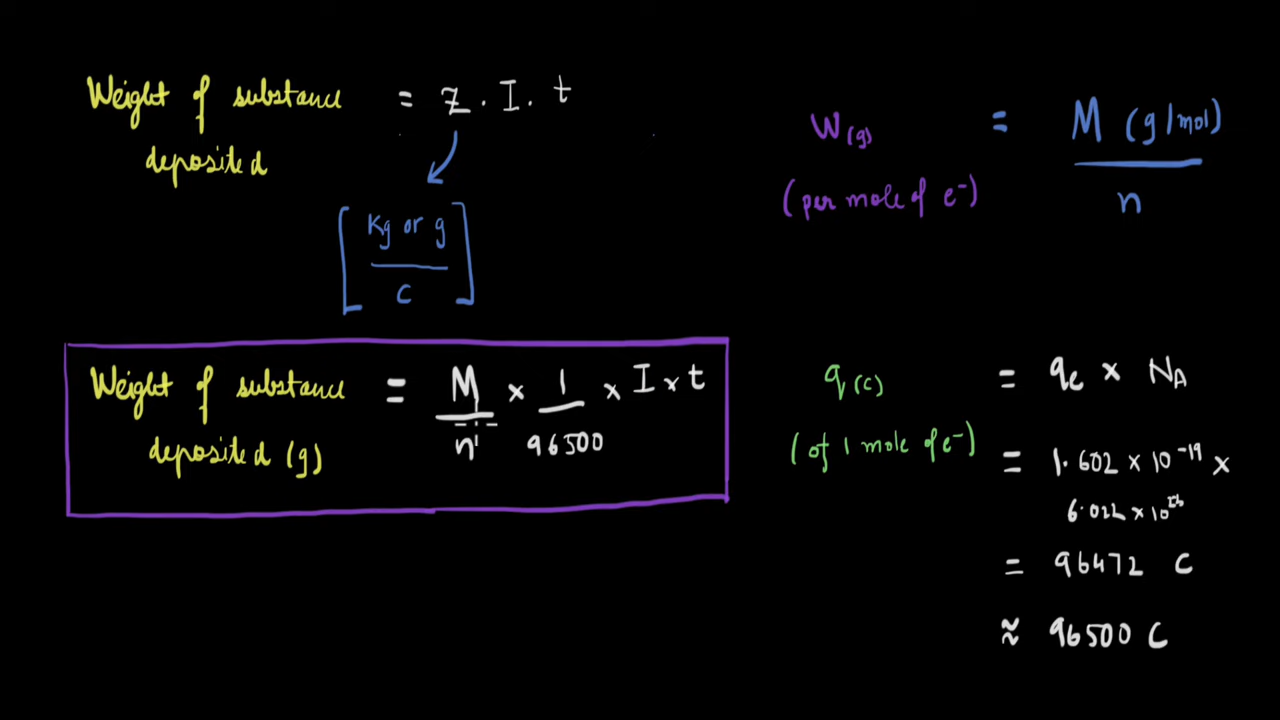 Weight of substance = Z . I . t
deposited
Kg or g
C
Weight of substance = M × 1 × I × t
deposited (g) n 96500
W(g) = M (g/mol)
(per mole of e⁻) n
q(C) = qe × NA
(of 1 mole of e⁻) = 1.602 × 10⁻¹⁹ ×
6.022 × 10²³
= 96472 C
≈ 96500 C